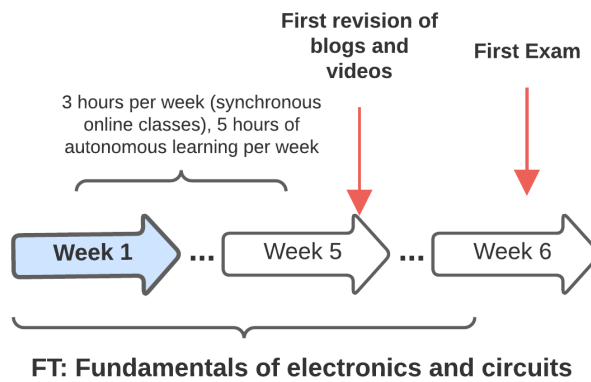 First revision of
blogs and
videos
First Exam
3 hours per week (synchronous
online classes), 5 hours of
autonomous learning per week
Week 1 ... Week 5 ... Week 6
FT: Fundamentals of electronics and circuits